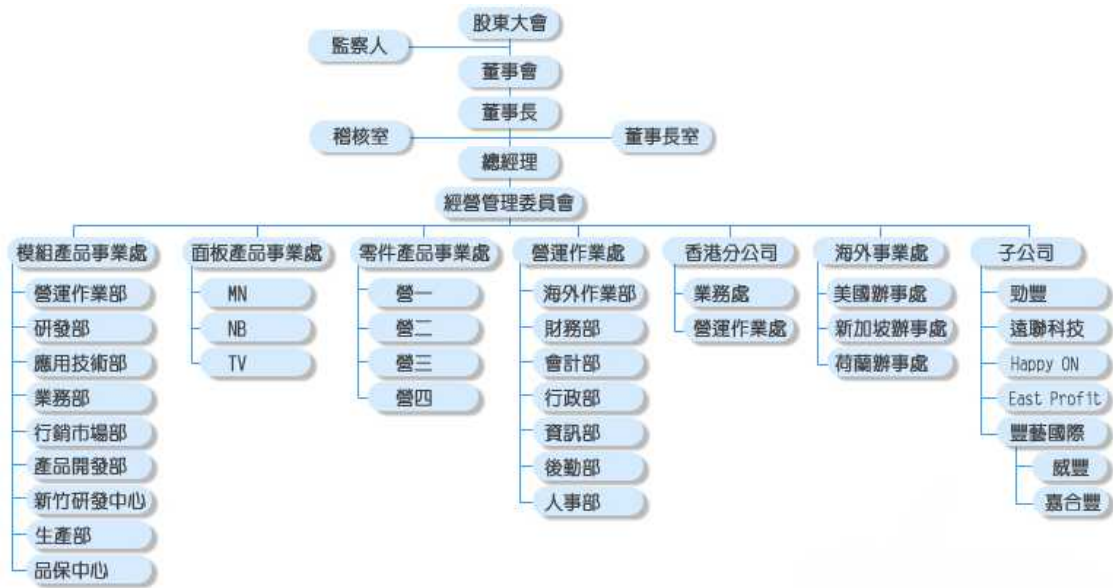 股東大會
監察人
董事會
董事長
稽核室
董事長室
總經理
經營管理委員會
模組產品事業處
營運作業部
研發部
應用技術部
業務部
行銷市場部
產品開發部
新竹研發中心
生產部
品保中心
面板產品事業處
MN
NB
TV
零件產品事業處
營一
營二
營三
營四
營運作業處
海外作業部
財務部
會計部
行政部
資訊部
後勤部
人事部
香港分公司
業務處
營運作業處
海外事業處
美國辦事處
新加坡辦事處
荷蘭辦事處
子公司
勁豐
遠聯科技
Happy ON
East Profit
豐藝國際
威豐
嘉合豐